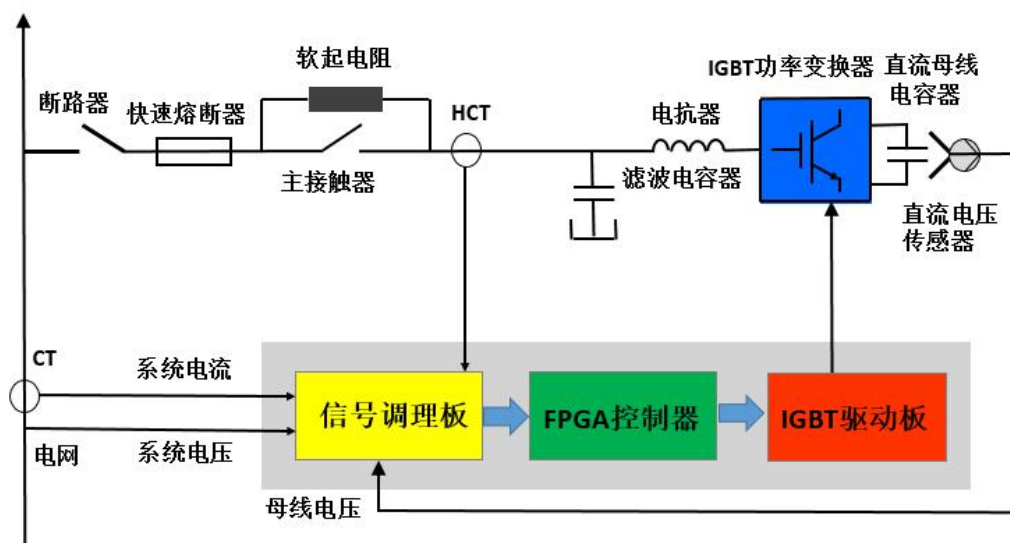 软起电阻
断路器
快速熔断器
HCT
主接触器
电抗器
滤波电容器
IGBT功率变换器
直流母线
电容器
直流电压
传感器
CT
系统电流
系统电压
电网
母线电压
信号调理板
FPGA控制器
IGBT驱动板